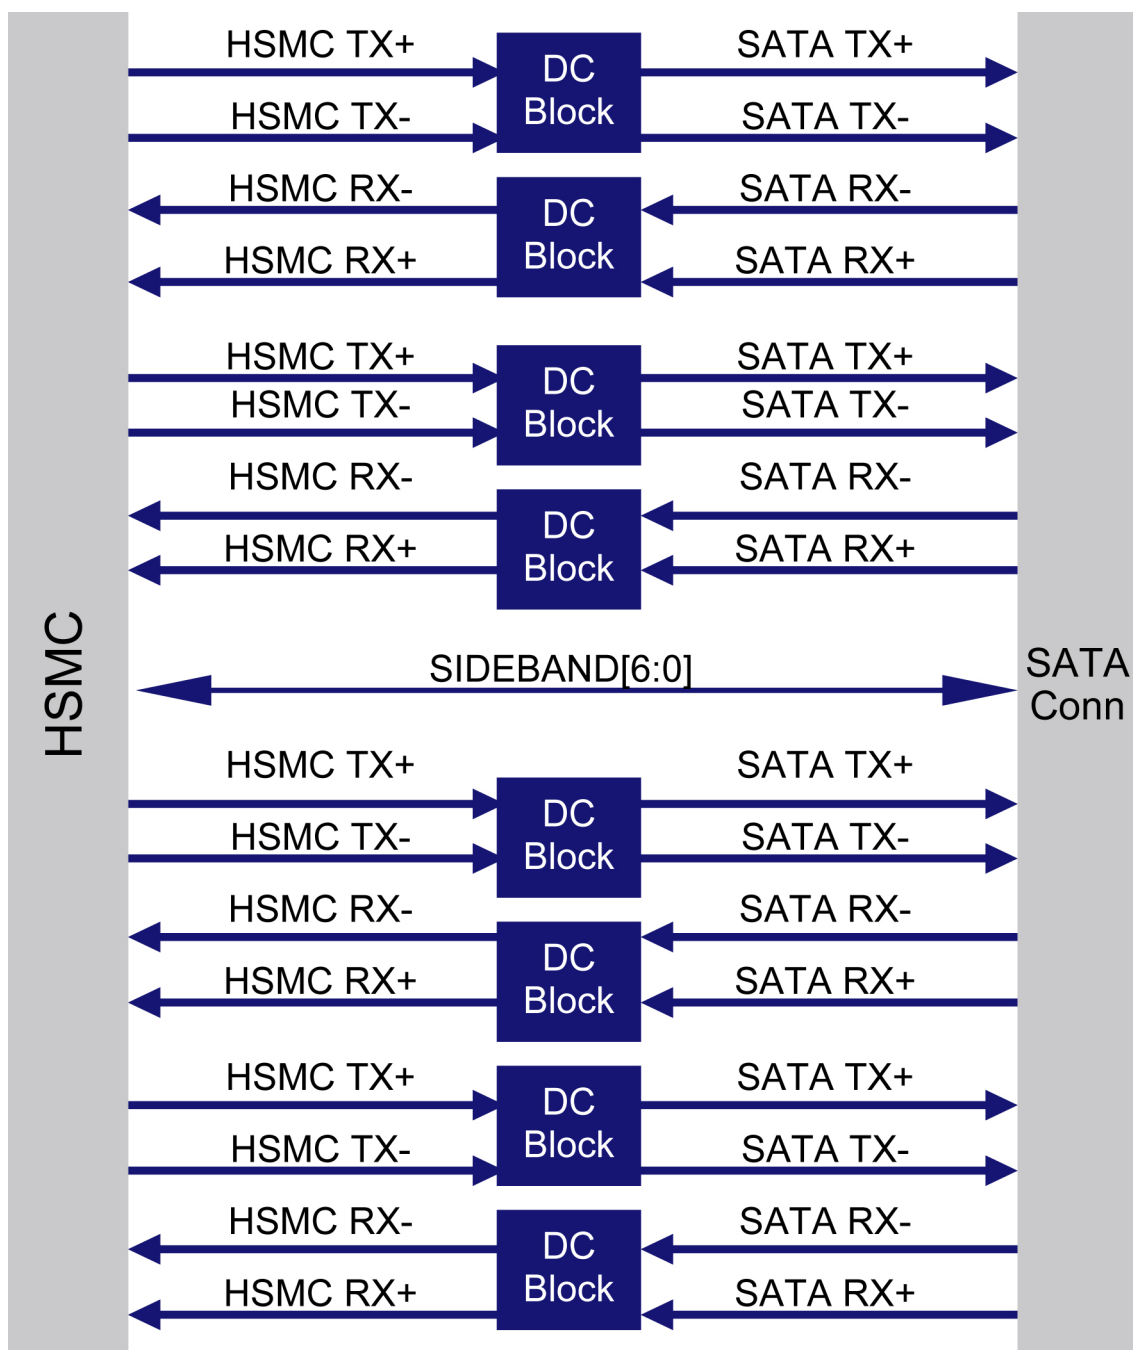 HSMC TX+
DC
Block
SATA TX+
HSMC TX-
SATA TX-
HSMC RX-
DC
Block
SATA RX-
HSMC RX+
SATA RX+
HSMC TX+
DC
Block
SATA TX+
HSMC TX-
SATA TX-
HSMC RX-
DC
Block
SATA RX-
HSMC RX+
SATA RX+
HSMC
SIDEBAND[6:0]
SATA
Conn
HSMC TX+
DC
Block
SATA TX+
HSMC TX-
SATA TX-
HSMC RX-
DC
Block
SATA RX-
HSMC RX+
SATA RX+
HSMC TX+
DC
Block
SATA TX+
HSMC TX-
SATA TX-
HSMC RX-
DC
Block
SATA RX-
HSMC RX+
SATA RX+